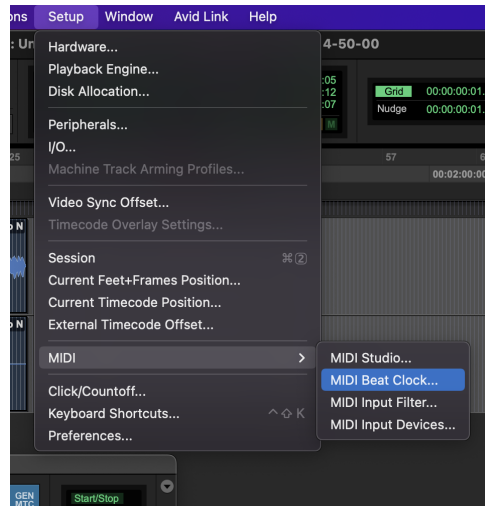 ons Setup Window Avid Link Help
: Un
4-50-00
Hardware...
Playback Engine...
Disk Allocation...
:05
:12
:07
Grid 00:00:00:01.
Nudge 00:00:00:01.
M
Peripherals...
I/O...
Machine Track Arming Profiles...
25
57
6
00:02:00:00
Video Sync Offset...
Timecode Overlay Settings...
N
Session ⌘2
Current Feet+Frames Position...
Current Timecode Position...
External Timecode Offset...
N
MIDI >
MIDI Studio...
MIDI Beat Clock...
MIDI Input Filter...
MIDI Input Devices...
Click/Countoff...
Keyboard Shortcuts... ^⇧K
Preferences...
GEN
MTC
Start/Stop